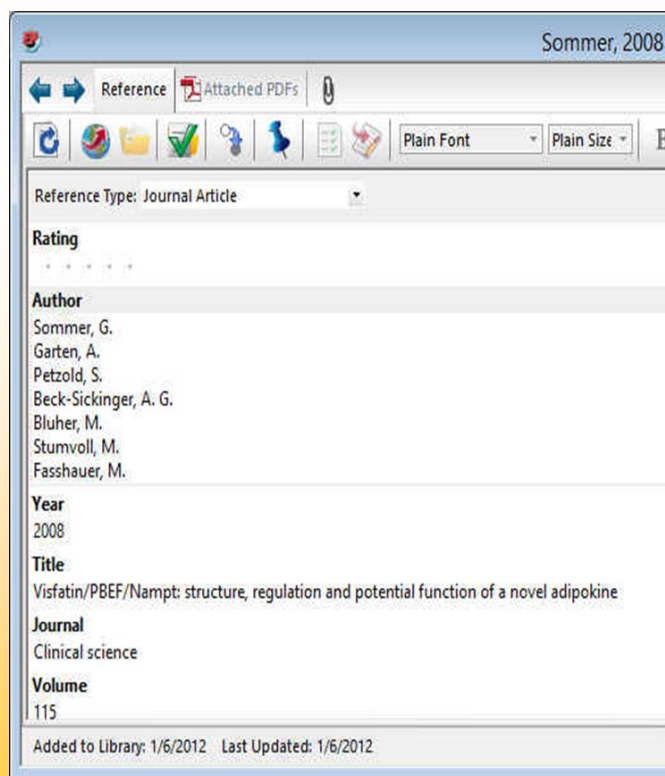 Sommer, 2008
Reference Attached PDFs
Plain Font Plain Size B
Reference Type: Journal Article
Rating
Author
Sommer, G.
Garten, A.
Petzold, S.
Beck-Sickinger, A. G.
Bluher, M.
Stumvoll, M.
Fasshauer, M.
Year
2008
Title
Visfatin/PBEF/Nampt: structure, regulation and potential function of a novel adipokine
Journal
Clinical science
Volume
115
Added to Library: 1/6/2012 Last Updated: 1/6/2012